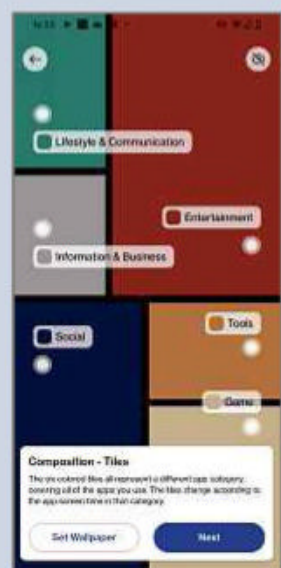 Lifestyle & Communication
Entertainment
Information & Business
Social
Tools
Game
Composition - Tiles
The six colored tiles all represent a different app category,
covering all of the apps you use. The tiles change according to
the app screen time in that category.
Set Wallpaper
Next